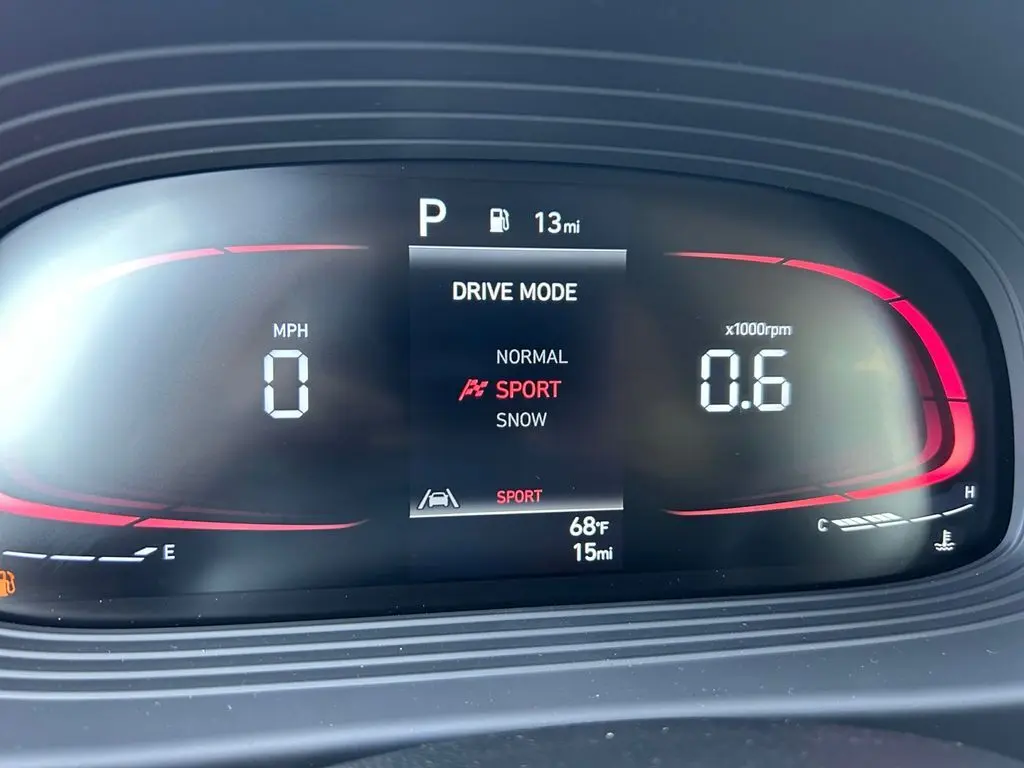 P 13mi
DRIVE MODE
MPH
x1000rpm
NORMAL
0
SPORT
0.6
SNOW
SPORT
H
C
68°F
E
15mi